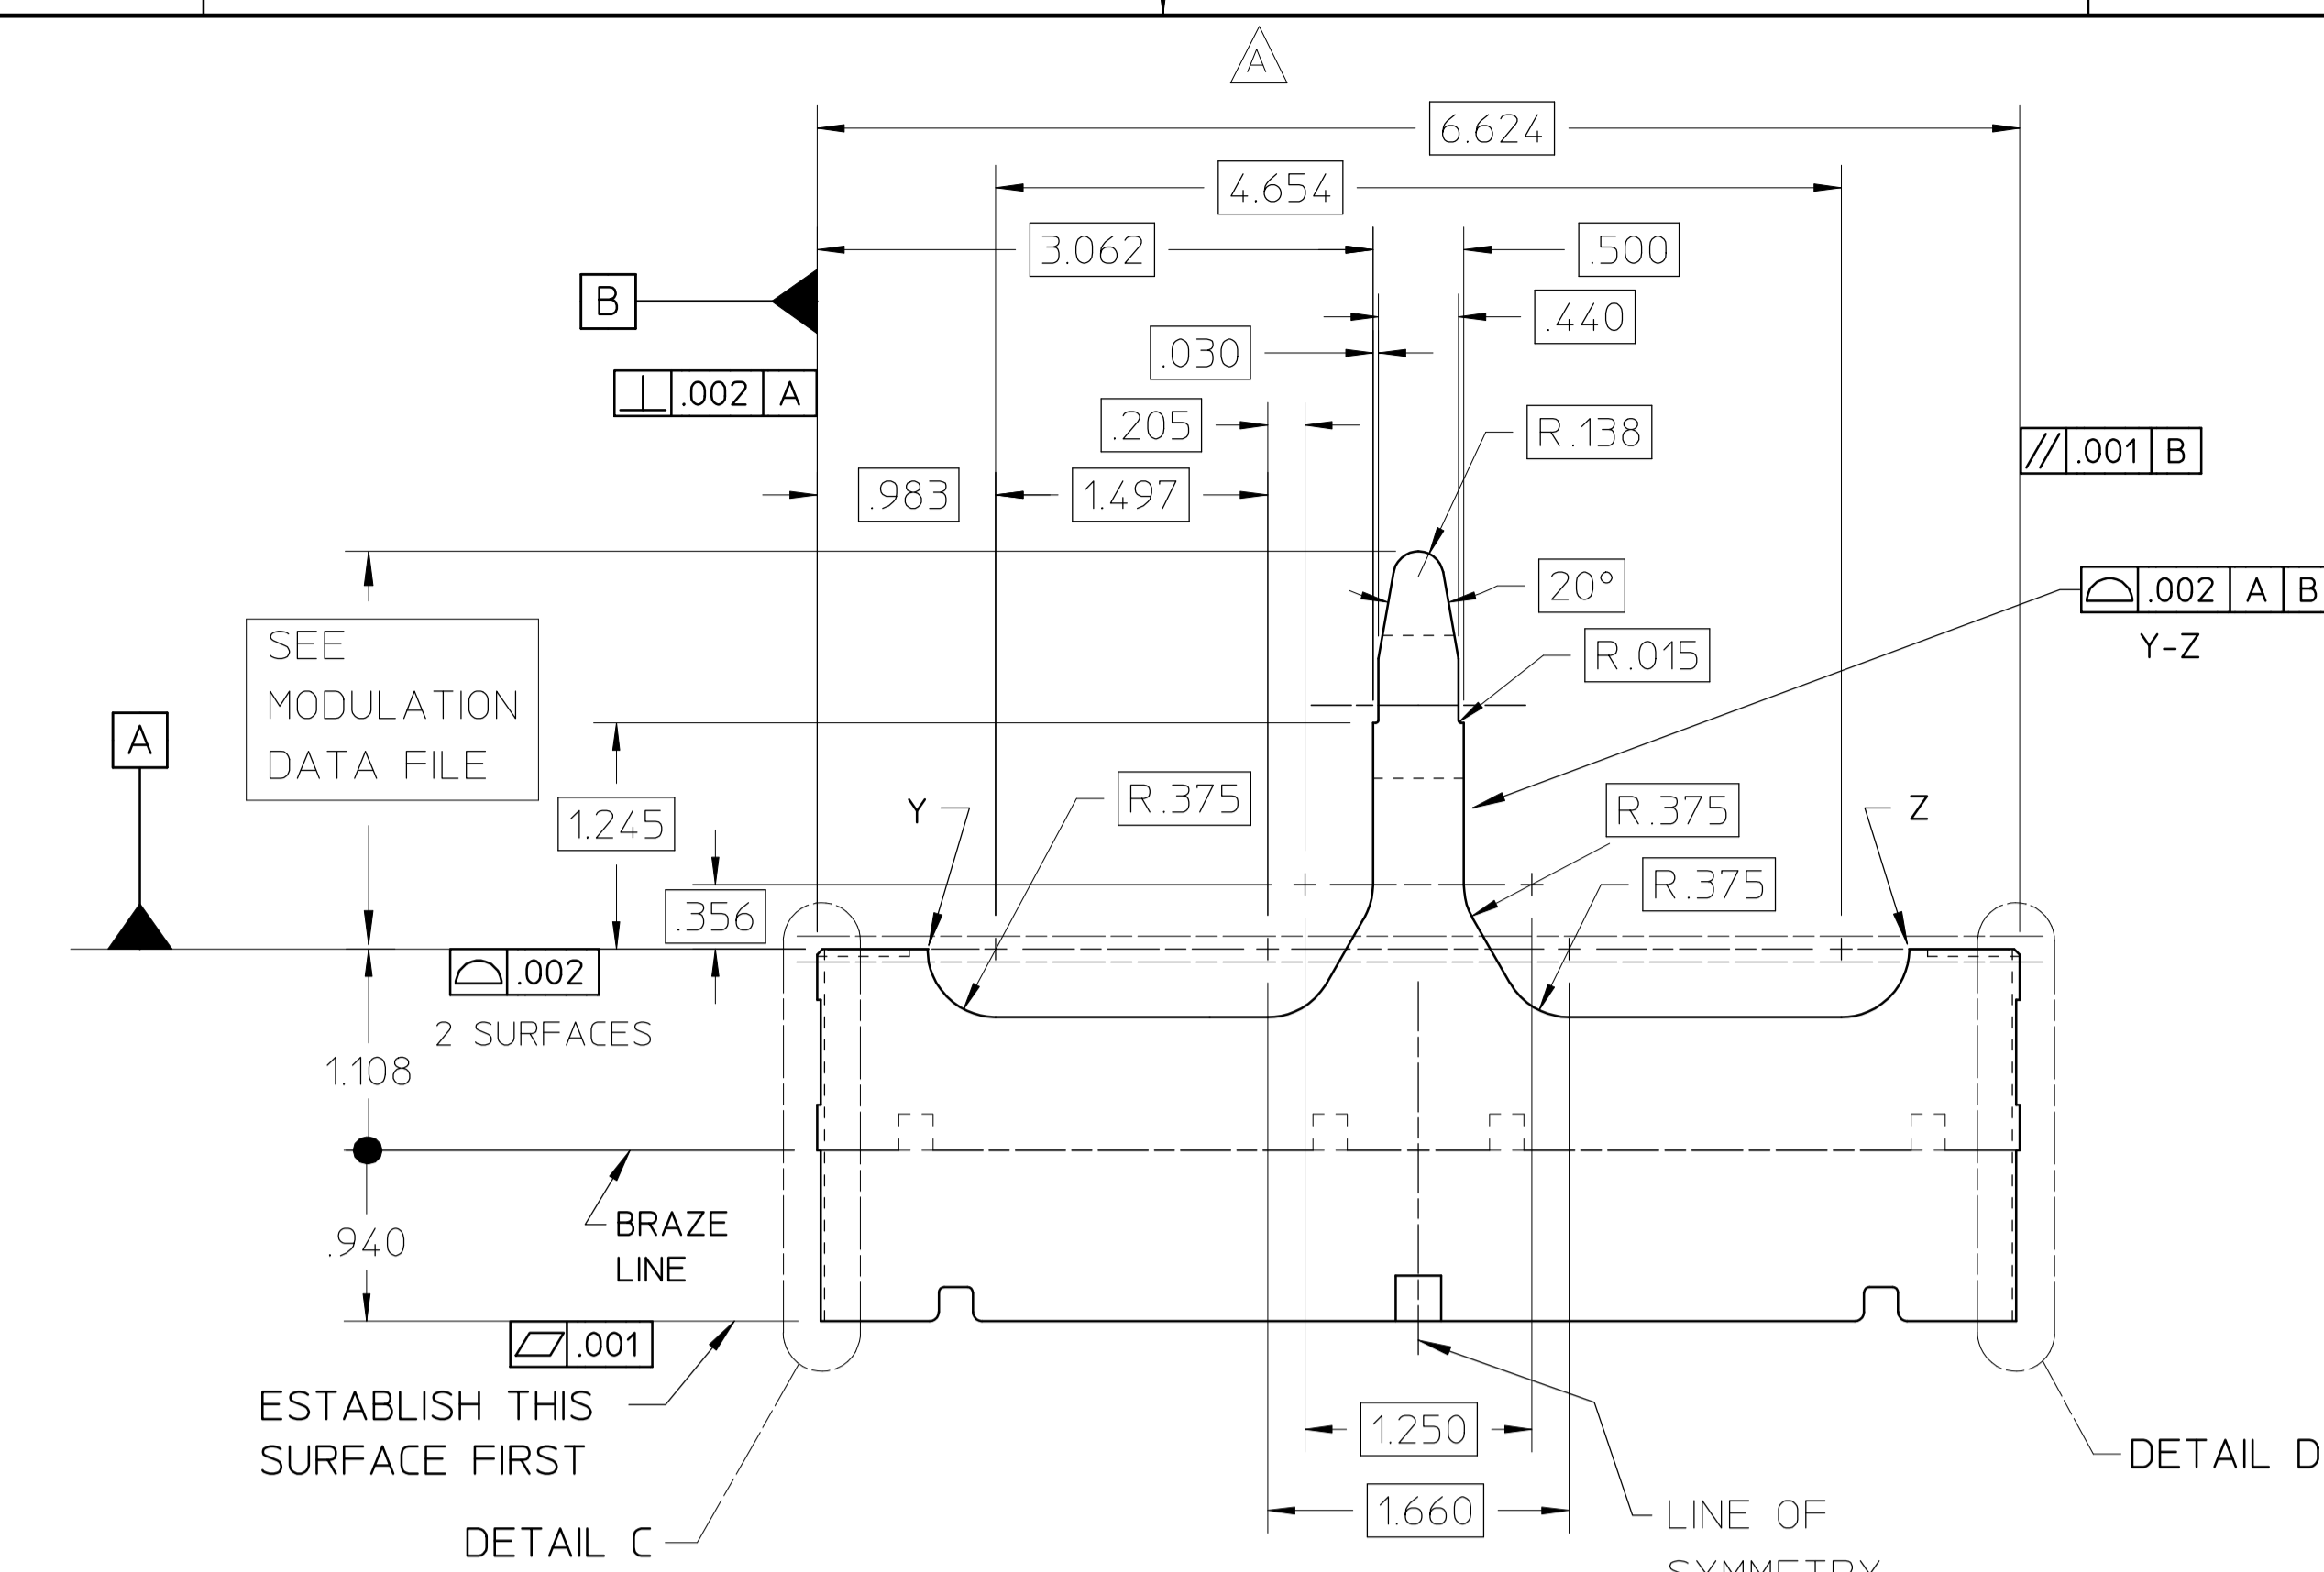 A
6.624
4.654
3.062
.500
B
.440
.030
.002 A
.205
R.138
.001 B
.983
1.497
20°
.002 A B
Y-Z
SEE
MODULATION
DATA FILE
R.015
A
1.245
R.375
Y
R.375
Z
R.375
.356
.002
2 SURFACES
1.108
BRAZE
LINE
.940
.001
ESTABLISH THIS
SURFACE FIRST
1.250
DETAIL D
1.660
LINE OF
SYMMETRY
DETAIL C